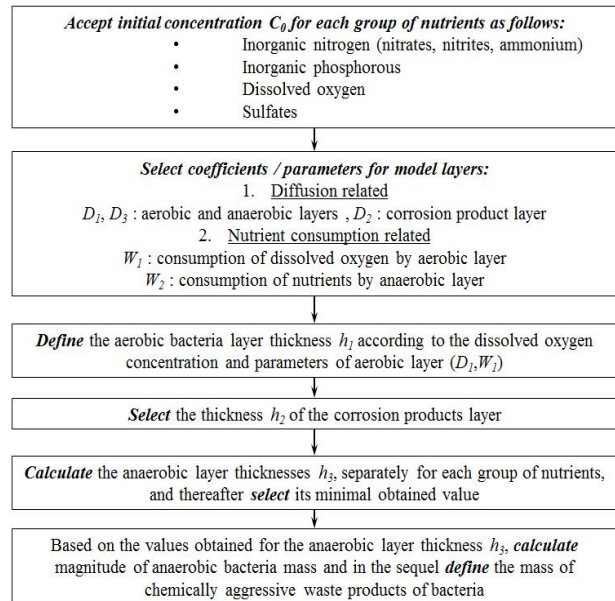 Accept initial concentration C₀ for each group of nutrients as follows:
• Inorganic nitrogen (nitrates, nitrites, ammonium)
• Inorganic phosphorous
• Dissolved oxygen
• Sulfates
Select coefficients / parameters for model layers:
1. Diffusion related
D₁, D₃ : aerobic and anaerobic layers , D₂ : corrosion product layer
2. Nutrient consumption related
W₁ : consumption of dissolved oxygen by aerobic layer
W₂ : consumption of nutrients by anaerobic layer
Define the aerobic bacteria layer thickness h₁ according to the dissolved oxygen
concentration and parameters of aerobic layer (D₁,W₁)
Select the thickness h₂ of the corrosion products layer
Calculate the anaerobic layer thicknesses h₃, separately for each group of nutrients,
and thereafter select its minimal obtained value
Based on the values obtained for the anaerobic layer thickness h₃, calculate
magnitude of anaerobic bacteria mass and in the sequel define the mass of
chemically aggressive waste products of bacteria